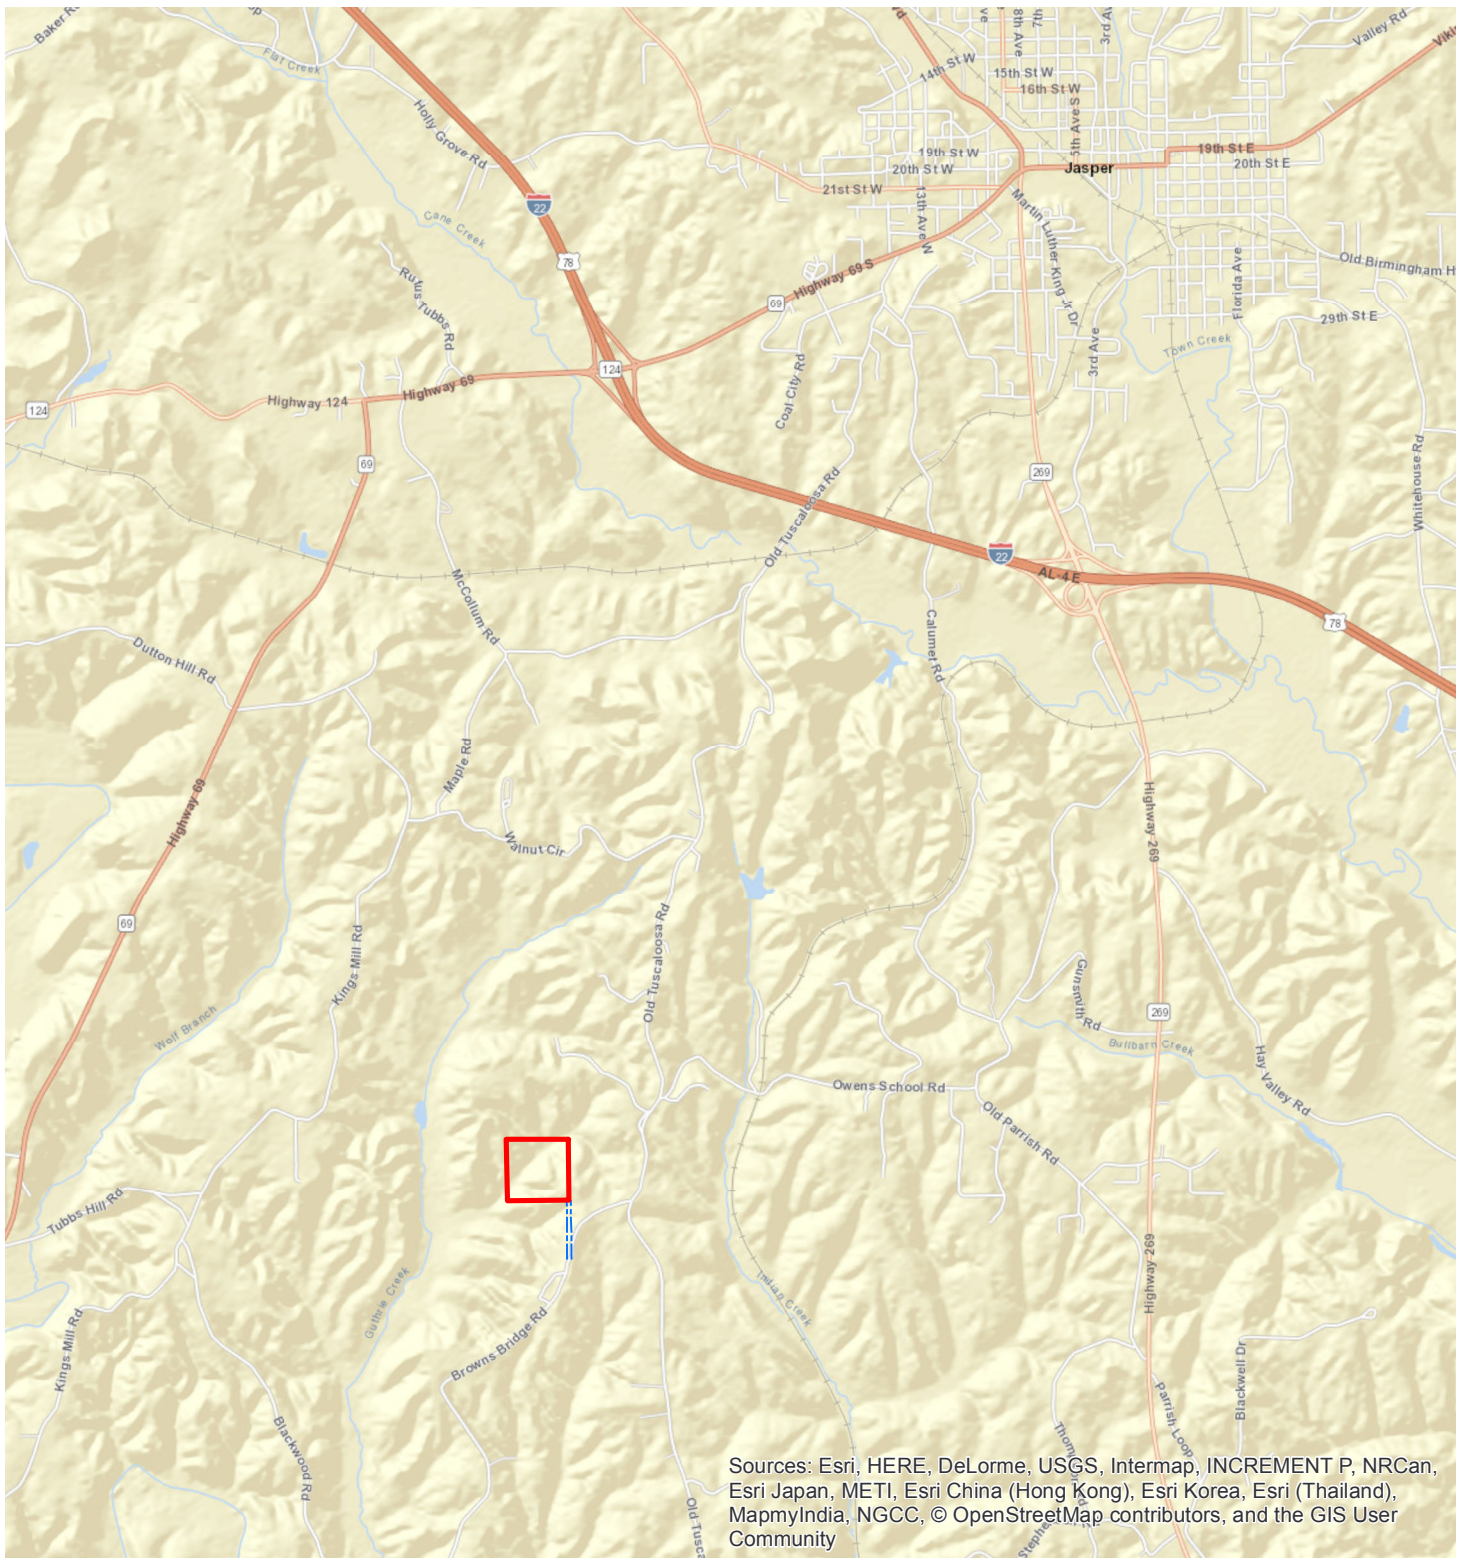 Baker Rd
Flat Creek
Holly Grove Rd
14th St W
15th St W
16th St W
8th Ave
7th
3rd Av
5th Ave S
Valley Rd
19th St W
20th St W
21st St W
13th Ave W
19th St E
20th St E
Jasper
22
78
Cane Creek
Rufus Tubbs Rd
Highway 69 S
69
Martin Luther King Jr Dr
Florida Ave
Old Birmingham H
29th St E
Town Creek
3rd Ave
Coal City Rd
124
Highway 69
Highway 124
124
69
269
Whitehouse Rd
Old Tuscaloosa Rd
22
AL-4 E
78
McCollum Rd
Calumet Rd
Dutton Hill Rd
Maple Rd
Walnut Cir
Highway 69
Highway 269
69
Kings Mill Rd
Old Tuscaloosa Rd
Gunsmith Rd
269
Wolf Branch
Bullbarn Creek
Hay Valley Rd
Owens School Rd
Old Parrish Rd
Tubbs Hill Rd
Highway 269
Indian Creek
Guthrie Creek
Browns Bridge Rd
Kings Mill Rd
Blackwell Dr
Parrish Loop
Blackwood Rd
Old Tusca
Sources: Esri, HERE, DeLorme, USGS, Intermap, INCREMENT P, NRCan,
Esri Japan, METI, Esri China (Hong Kong), Esri Korea, Esri (Thailand),
MapmyIndia, NGCC, © OpenStreetMap contributors, and the GIS User
Community